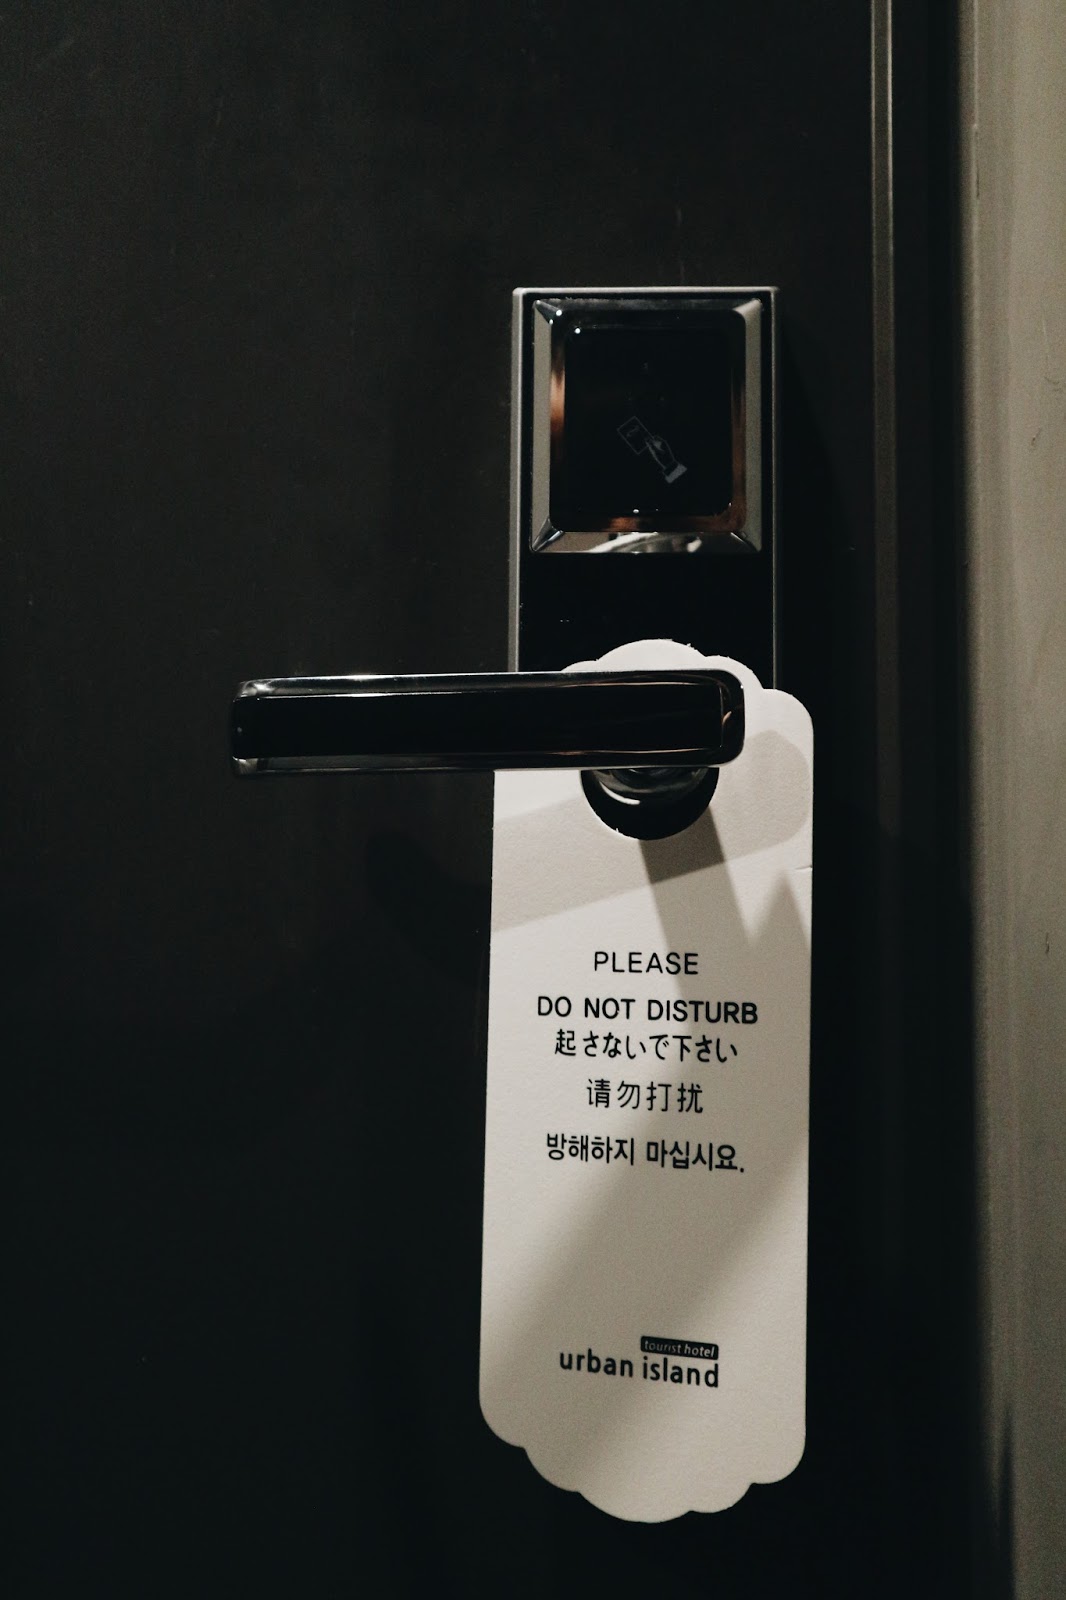 PLEASE
DO NOT DISTURB
起さないで下さい
请勿打扰
방해하지 마십시요.
tourist hotel
urban island